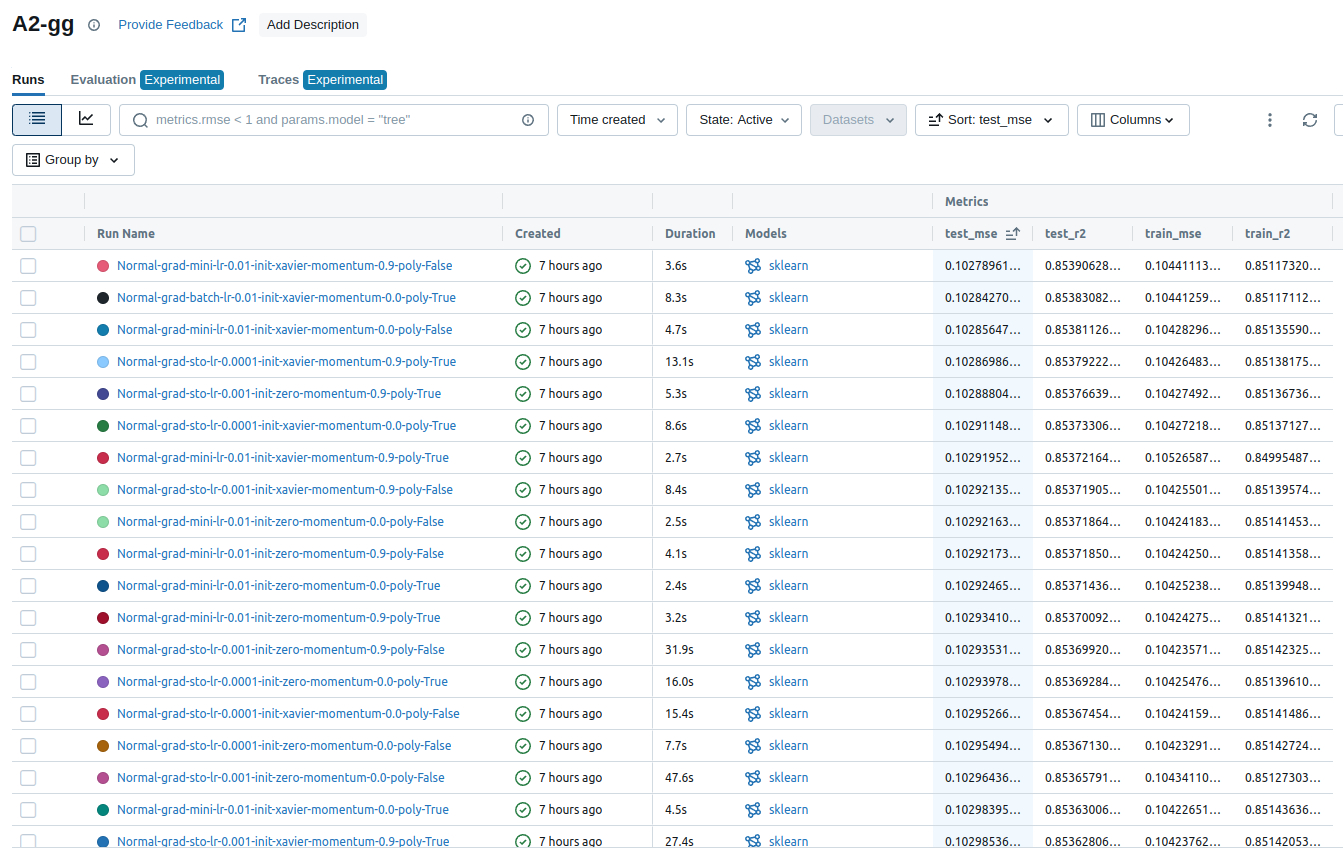 A2-gg Provide Feedback Add Description
Runs Evaluation Experimental Traces Experimental
metrics.rmse < 1 and params.model = "tree" Time created State: Active Datasets Sort: test_mse Columns
Group by
Metrics
Run Name Created Duration Models test_mse test_r2 train_mse train_r2
Normal-grad-mini-lr-0.01-init-xavier-momentum-0.9-poly-False 7 hours ago 3.6s sklearn 0.10278961... 0.85390628... 0.10441113... 0.85117320...
Normal-grad-batch-lr-0.01-init-xavier-momentum-0.0-poly-True 7 hours ago 8.3s sklearn 0.10284270... 0.85383082... 0.10441259... 0.85117112...
Normal-grad-mini-lr-0.01-init-xavier-momentum-0.0-poly-False 7 hours ago 4.7s sklearn 0.10285647... 0.85381126... 0.10428296... 0.85135590...
Normal-grad-sto-lr-0.0001-init-xavier-momentum-0.9-poly-True 7 hours ago 13.1s sklearn 0.10286986... 0.85379222... 0.10426483... 0.85138175...
Normal-grad-sto-lr-0.001-init-zero-momentum-0.9-poly-True 7 hours ago 5.3s sklearn 0.10288804... 0.85376639... 0.10427492... 0.85136736...
Normal-grad-sto-lr-0.0001-init-xavier-momentum-0.0-poly-True 7 hours ago 8.6s sklearn 0.10291148... 0.85373306... 0.10427218... 0.85137127...
Normal-grad-mini-lr-0.01-init-xavier-momentum-0.9-poly-True 7 hours ago 2.7s sklearn 0.10291952... 0.85372164... 0.10526587... 0.84995487...
Normal-grad-sto-lr-0.001-init-xavier-momentum-0.9-poly-False 7 hours ago 8.4s sklearn 0.10292135... 0.85371905... 0.10425501... 0.85139574...
Normal-grad-mini-lr-0.01-init-zero-momentum-0.0-poly-False 7 hours ago 2.5s sklearn 0.10292163... 0.85371864... 0.10424183... 0.85141453...
Normal-grad-mini-lr-0.01-init-zero-momentum-0.9-poly-False 7 hours ago 4.1s sklearn 0.10292173... 0.85371850... 0.10424250... 0.85141358...
Normal-grad-mini-lr-0.01-init-zero-momentum-0.0-poly-True 7 hours ago 2.4s sklearn 0.10292465... 0.85371436... 0.10425238... 0.85139948...
Normal-grad-mini-lr-0.01-init-zero-momentum-0.9-poly-True 7 hours ago 3.2s sklearn 0.10293410... 0.85370092... 0.10424275... 0.85141321...
Normal-grad-sto-lr-0.001-init-zero-momentum-0.9-poly-False 7 hours ago 31.9s sklearn 0.10293531... 0.85369920... 0.10423571... 0.85142325...
Normal-grad-sto-lr-0.0001-init-zero-momentum-0.0-poly-True 7 hours ago 16.0s sklearn 0.10293978... 0.85369284... 0.10425476... 0.85139610...
Normal-grad-sto-lr-0.0001-init-xavier-momentum-0.0-poly-False 7 hours ago 15.4s sklearn 0.10295266... 0.85367454... 0.10424159... 0.85141486...
Normal-grad-sto-lr-0.0001-init-zero-momentum-0.0-poly-False 7 hours ago 7.7s sklearn 0.10295494... 0.85367130... 0.10423291... 0.85142724...
Normal-grad-sto-lr-0.001-init-zero-momentum-0.0-poly-False 7 hours ago 47.6s sklearn 0.10296436... 0.85365791... 0.10434110... 0.85127303...
Normal-grad-mini-lr-0.01-init-xavier-momentum-0.0-poly-True 7 hours ago 4.5s sklearn 0.10298395... 0.85363006... 0.10422651... 0.85143636...
Normal-grad-sto-lr-0.001-init-xavier-momentum-0.9-poly-True 7 hours ago 27.4s sklearn 0.10298536... 0.85362806... 0.10423762... 0.85142053...